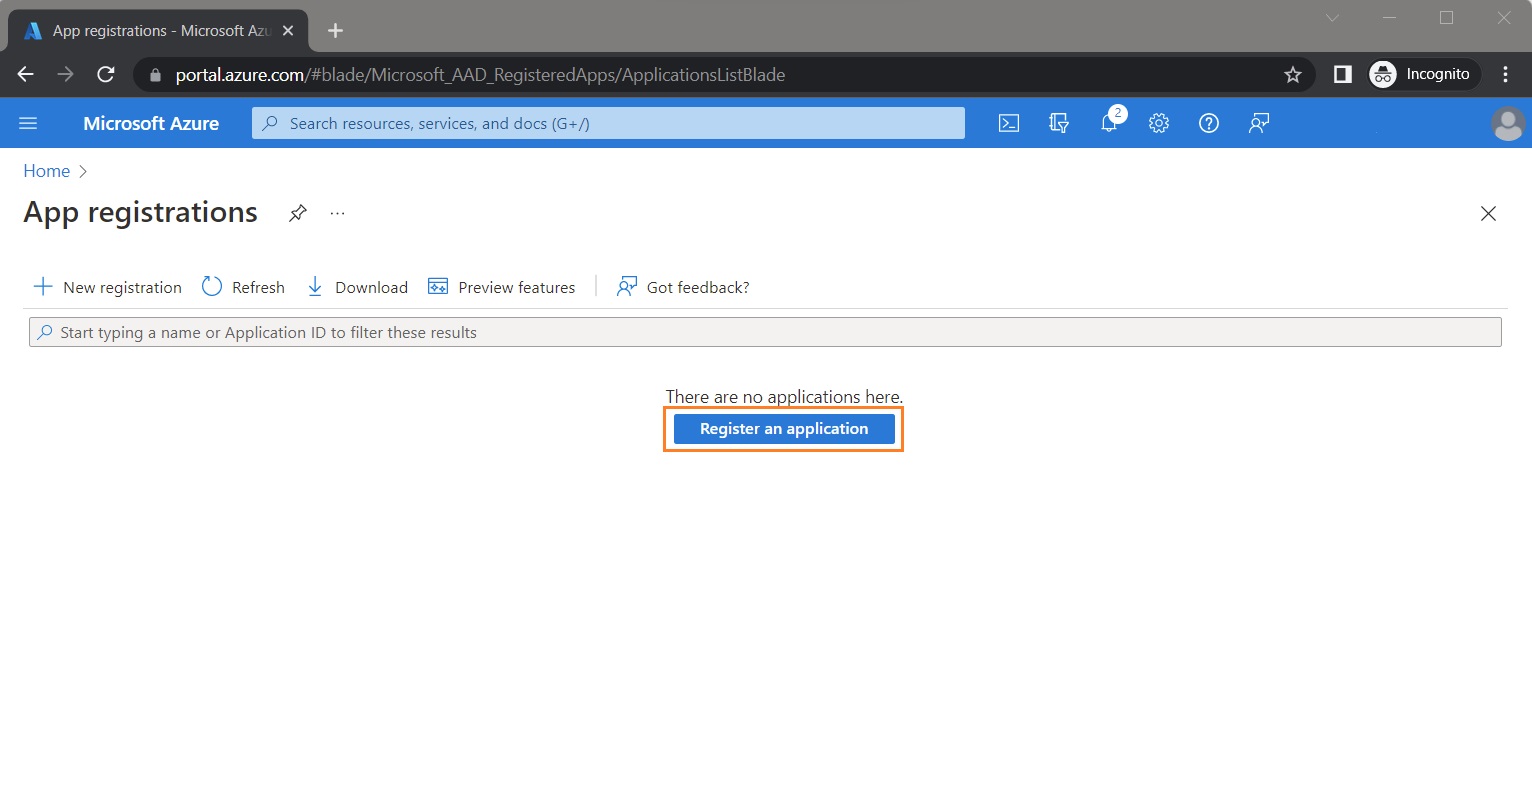 App registrations - Microsoft Azu
portal.azure.com/#blade/Microsoft_AAD_RegisteredApps/ApplicationsListBlade
Incognito
Microsoft Azure
Search resources, services, and docs (G+/)
2
Home
App registrations
New registration
Refresh
Download
Preview features
Got feedback?
Start typing a name or Application ID to filter these results
There are no applications here.
Register an application